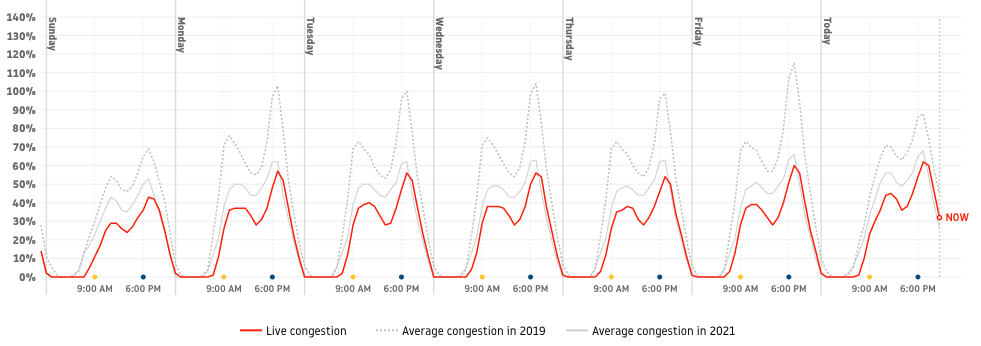 140%
130%
120%
110%
100%
90%
80%
70%
60%
50%
40%
30%
20%
10%
0%
Sunday
Monday
Tuesday
Wednesday
Thursday
Friday
Today
NOW
9:00 AM 6:00 PM 9:00 AM 6:00 PM 9:00 AM 6:00 PM 9:00 AM 6:00 PM 9:00 AM 6:00 PM 9:00 AM 6:00 PM 9:00 AM 6:00 PM
Live congestion Average congestion in 2019 Average congestion in 2021